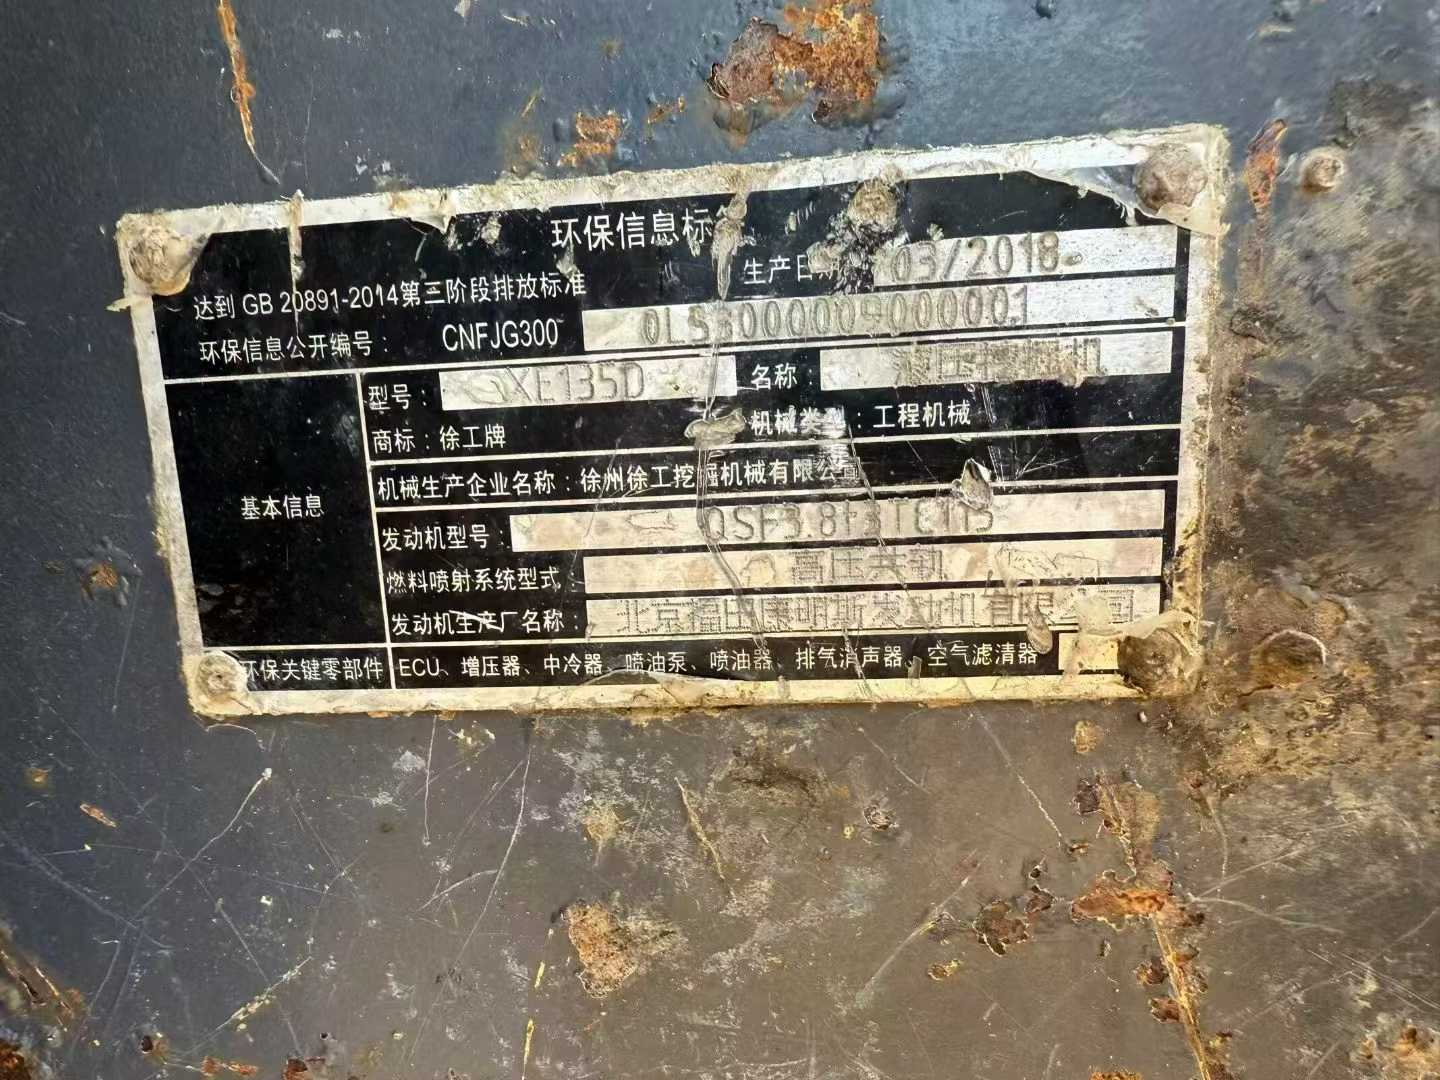 环保信息标
达到 GB 20891-2014第三阶段排放标准
生产日期 03/2018
环保信息公开编号： CNFJG300 0LS3000009000001
型号： XE135D 名称： 液压挖掘机
商标：徐工牌 机械类型：工程机械
基本信息
机械生产企业名称：徐州徐工挖掘机械有限公司
发动机型号： QSF3.8t3TC115
燃料喷射系统型式： 高压共轨
发动机生产厂名称： 北京福田康明斯发动机有限公司
环保关键零部件 ECU、增压器、中冷器、喷油泵、喷油器、排气消声器、空气滤清器